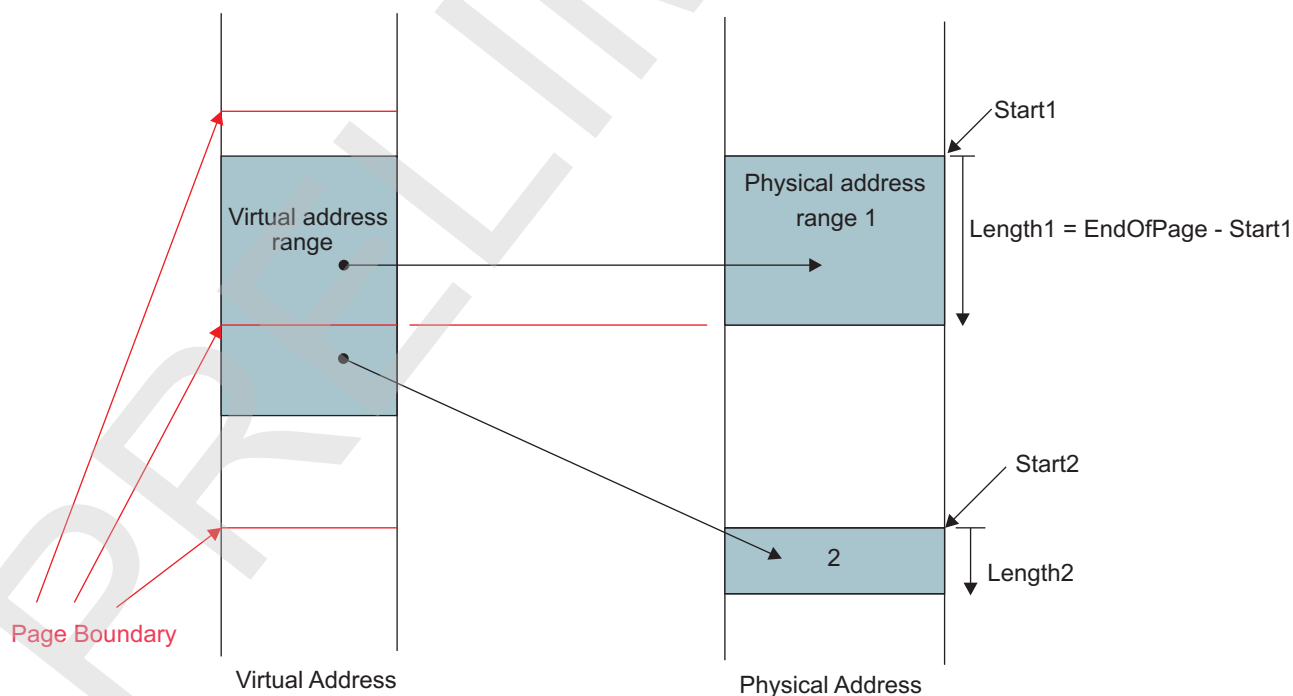 PRELIM
Start1
Virtual address
range
Physical address
range 1
Length1 = EndOfPage - Start1
Start2
2
Length2
Page Boundary
Virtual Address
Physical Address